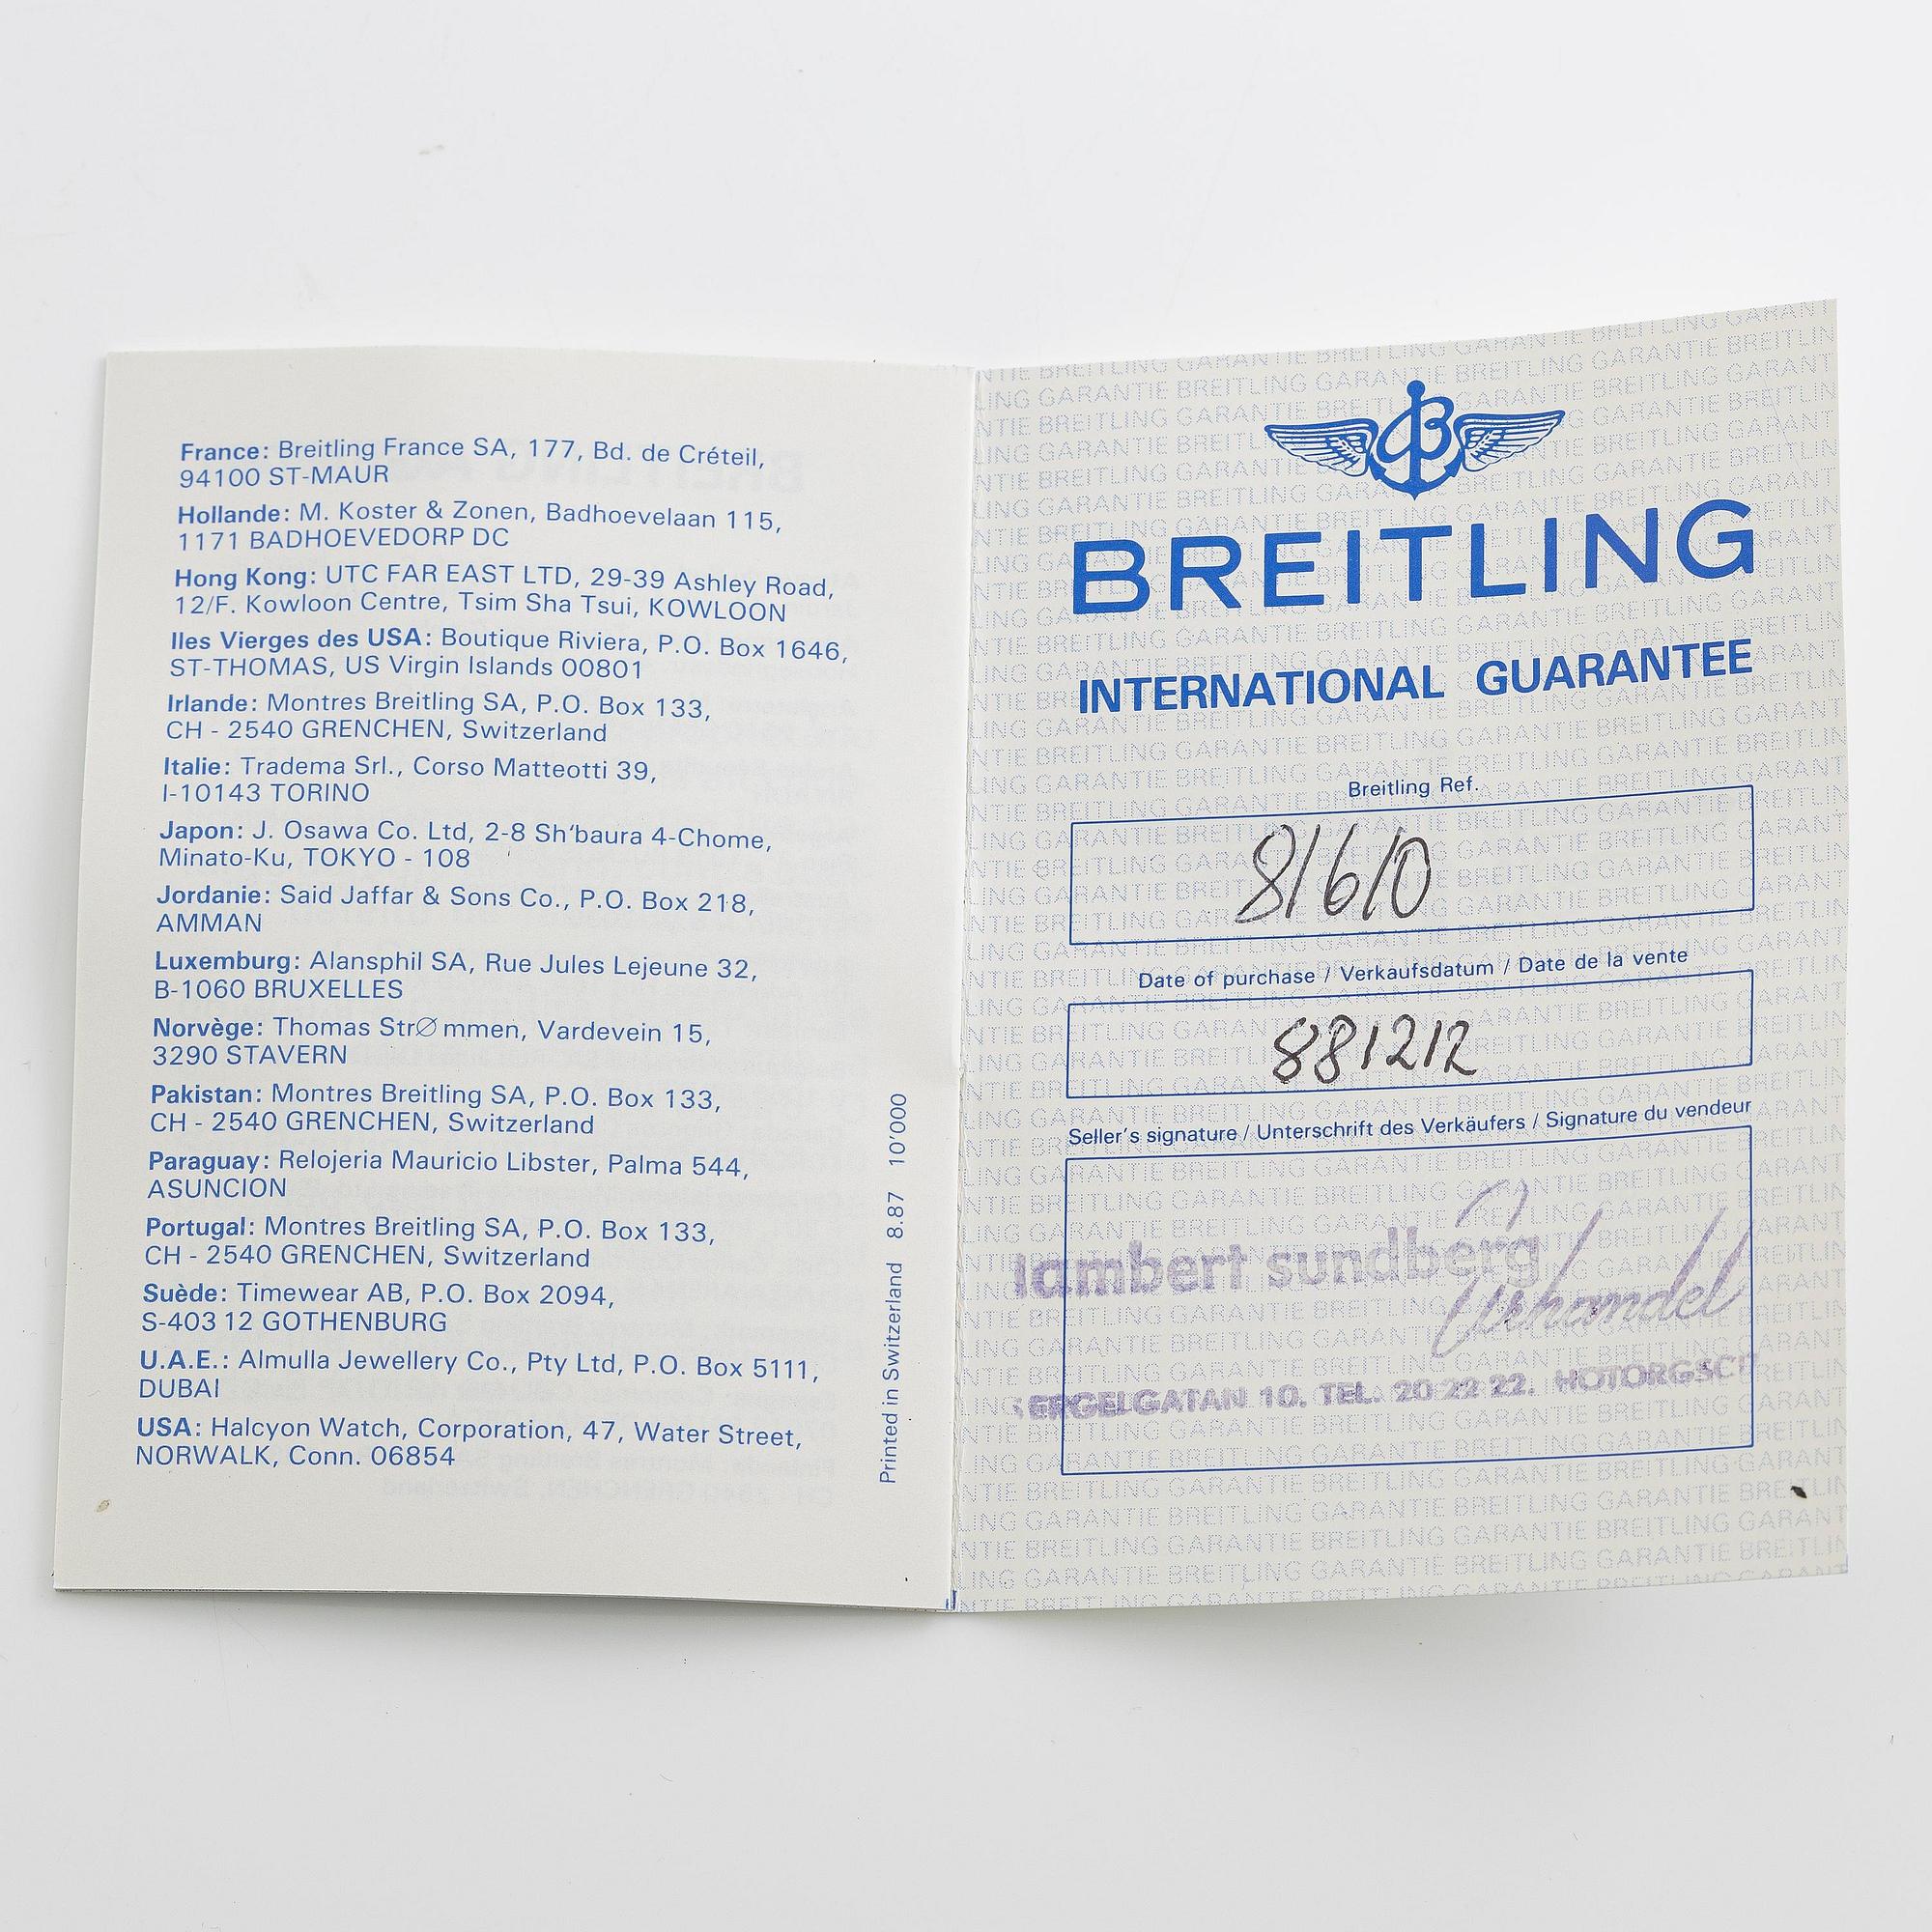 France: Breitling France SA, 177, Bd. de Créteil,
94100 ST-MAUR
Hollande: M. Koster & Zonen, Badhoevelaan 115,
1171 BADHOEVEDORP DC
Hong Kong: UTC FAR EAST LTD, 29-39 Ashley Road,
12/F. Kowloon Centre, Tsim Sha Tsui, KOWLOON
Iles Vierges des USA: Boutique Riviera, P.O. Box 1646,
ST-THOMAS, US Virgin Islands 00801
Irlande: Montres Breitling SA, P.O. Box 133,
CH - 2540 GRENCHEN, Switzerland
Italie: Tradema Srl., Corso Matteotti 39,
I-10143 TORINO
Japon: J. Osawa Co. Ltd, 2-8 Sh'baura 4-Chome,
Minato-Ku, TOKYO - 108
Jordanie: Said Jaffar & Sons Co., P.O. Box 218,
AMMAN
Luxemburg: Alansphil SA, Rue Jules Lejeune 32,
B-1060 BRUXELLES
Norvège: Thomas StrØmmen, Vardevein 15,
3290 STAVERN
Pakistan: Montres Breitling SA, P.O. Box 133,
CH - 2540 GRENCHEN, Switzerland
Paraguay: Relojeria Mauricio Libster, Palma 544,
ASUNCION
Portugal: Montres Breitling SA, P.O. Box 133,
CH - 2540 GRENCHEN, Switzerland
Suède: Timewear AB, P.O. Box 2094,
S-403 12 GOTHENBURG
U.A.E.: Almulla Jewellery Co., Pty Ltd, P.O. Box 5111,
DUBAI
USA: Halcyon Watch, Corporation, 47, Water Street,
NORWALK, Conn. 06854
Printed in Switzerland 8.87 10'000
BREITLING
INTERNATIONAL GUARANTEE
Breitling Ref.
81610
Date of purchase / Verkaufsdatum / Date de la vente
881212
Seller's signature / Unterschrift des Verkäufers / Signature du vendeur
lambert sundberg
Urhandel
ERGELGATAN 10. TEL. 20 22 22. HOTORGSC